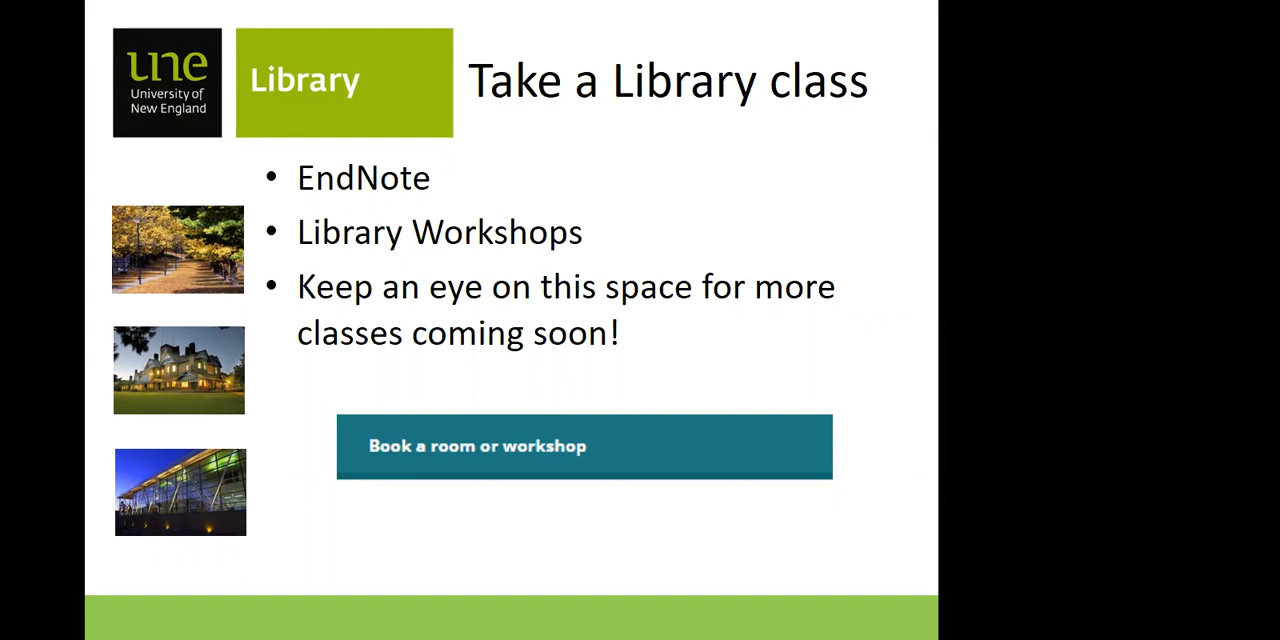 une
University of
New England
Library
Take a Library class
• EndNote
• Library Workshops
• Keep an eye on this space for more
classes coming soon!
Book a room or workshop